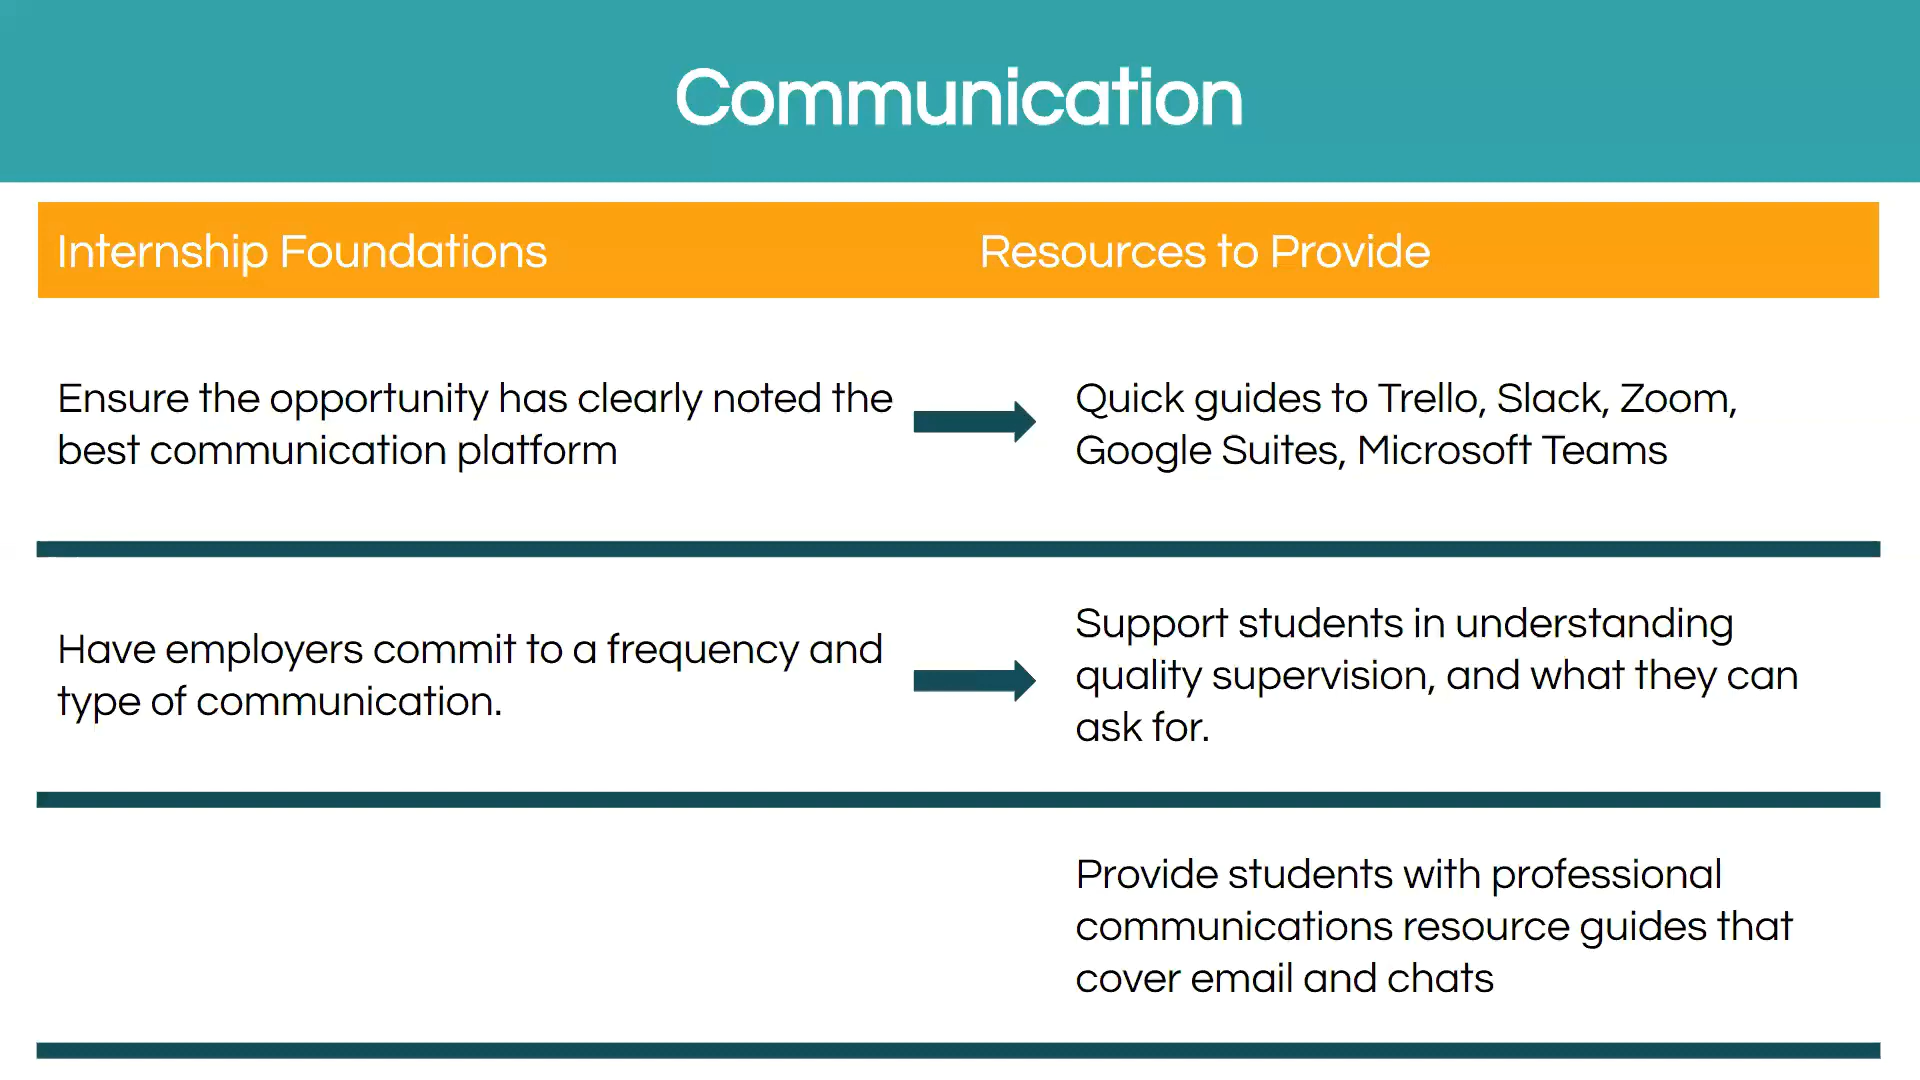 Communication
Internship Foundations
Resources to Provide
Ensure the opportunity has clearly noted the
best communication platform
Quick guides to Trello, Slack, Zoom,
Google Suites, Microsoft Teams
Have employers commit to a frequency and
type of communication.
Support students in understanding
quality supervision, and what they can
ask for.
Provide students with professional
communications resource guides that
cover email and chats